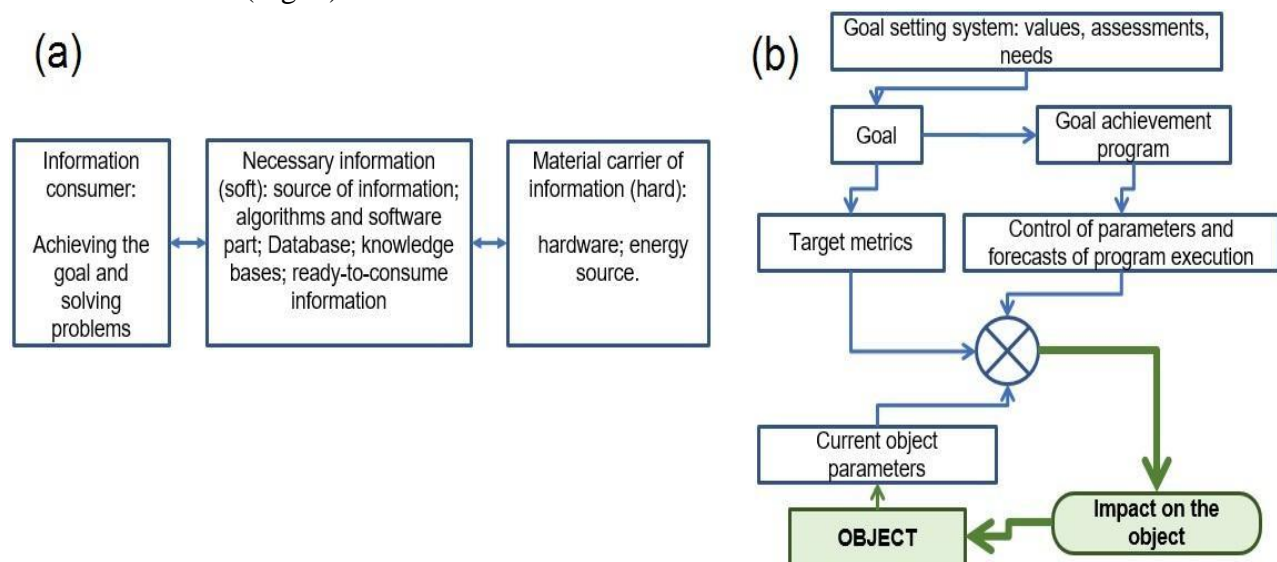 (a)
Information
consumer:
Achieving the
goal and
solving
problems
Necessary information
(soft): source of information;
algorithms and software
part; Database; knowledge
bases; ready-to-consume
information
Material carrier of
information (hard):
hardware; energy
source.
(b)
Goal setting system: values, assessments,
needs
Goal
Goal achievement
program
Target metrics
Control of parameters and
forecasts of program execution
Current object
parameters
OBJECT
Impact on the
object